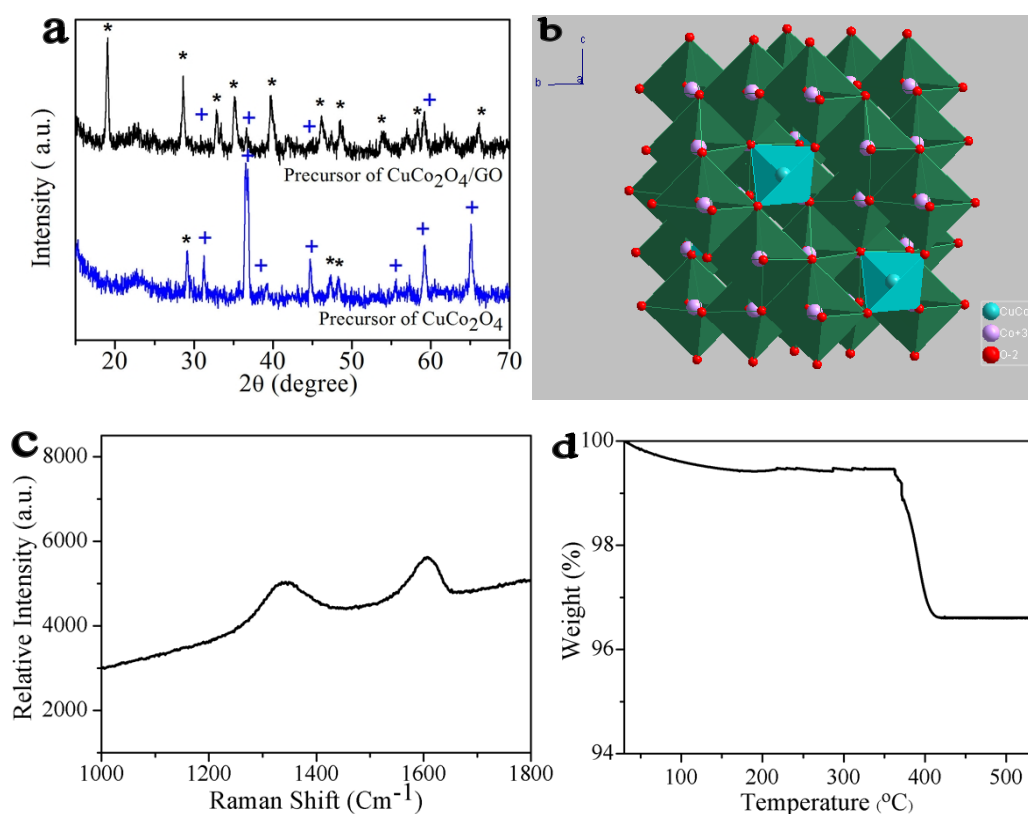 a
* * * * * * * * * * *
+ + + +
Precursor of CuCo₂O₄/GO
+
* + + + ** + + +
Precursor of CuCo₂O₄
Intensity ( a.u.)
20 30 40 50 60 70
2θ (degree)
b
c
b a
CuCo
Co+3
O-2
c
8000
6000
4000
2000
Relative Intensity (a.u.)
1000 1200 1400 1600 1800
Raman Shift (Cm⁻¹)
d
100
98
96
94
Weight (%)
100 200 300 400 500
Temperature (°C)